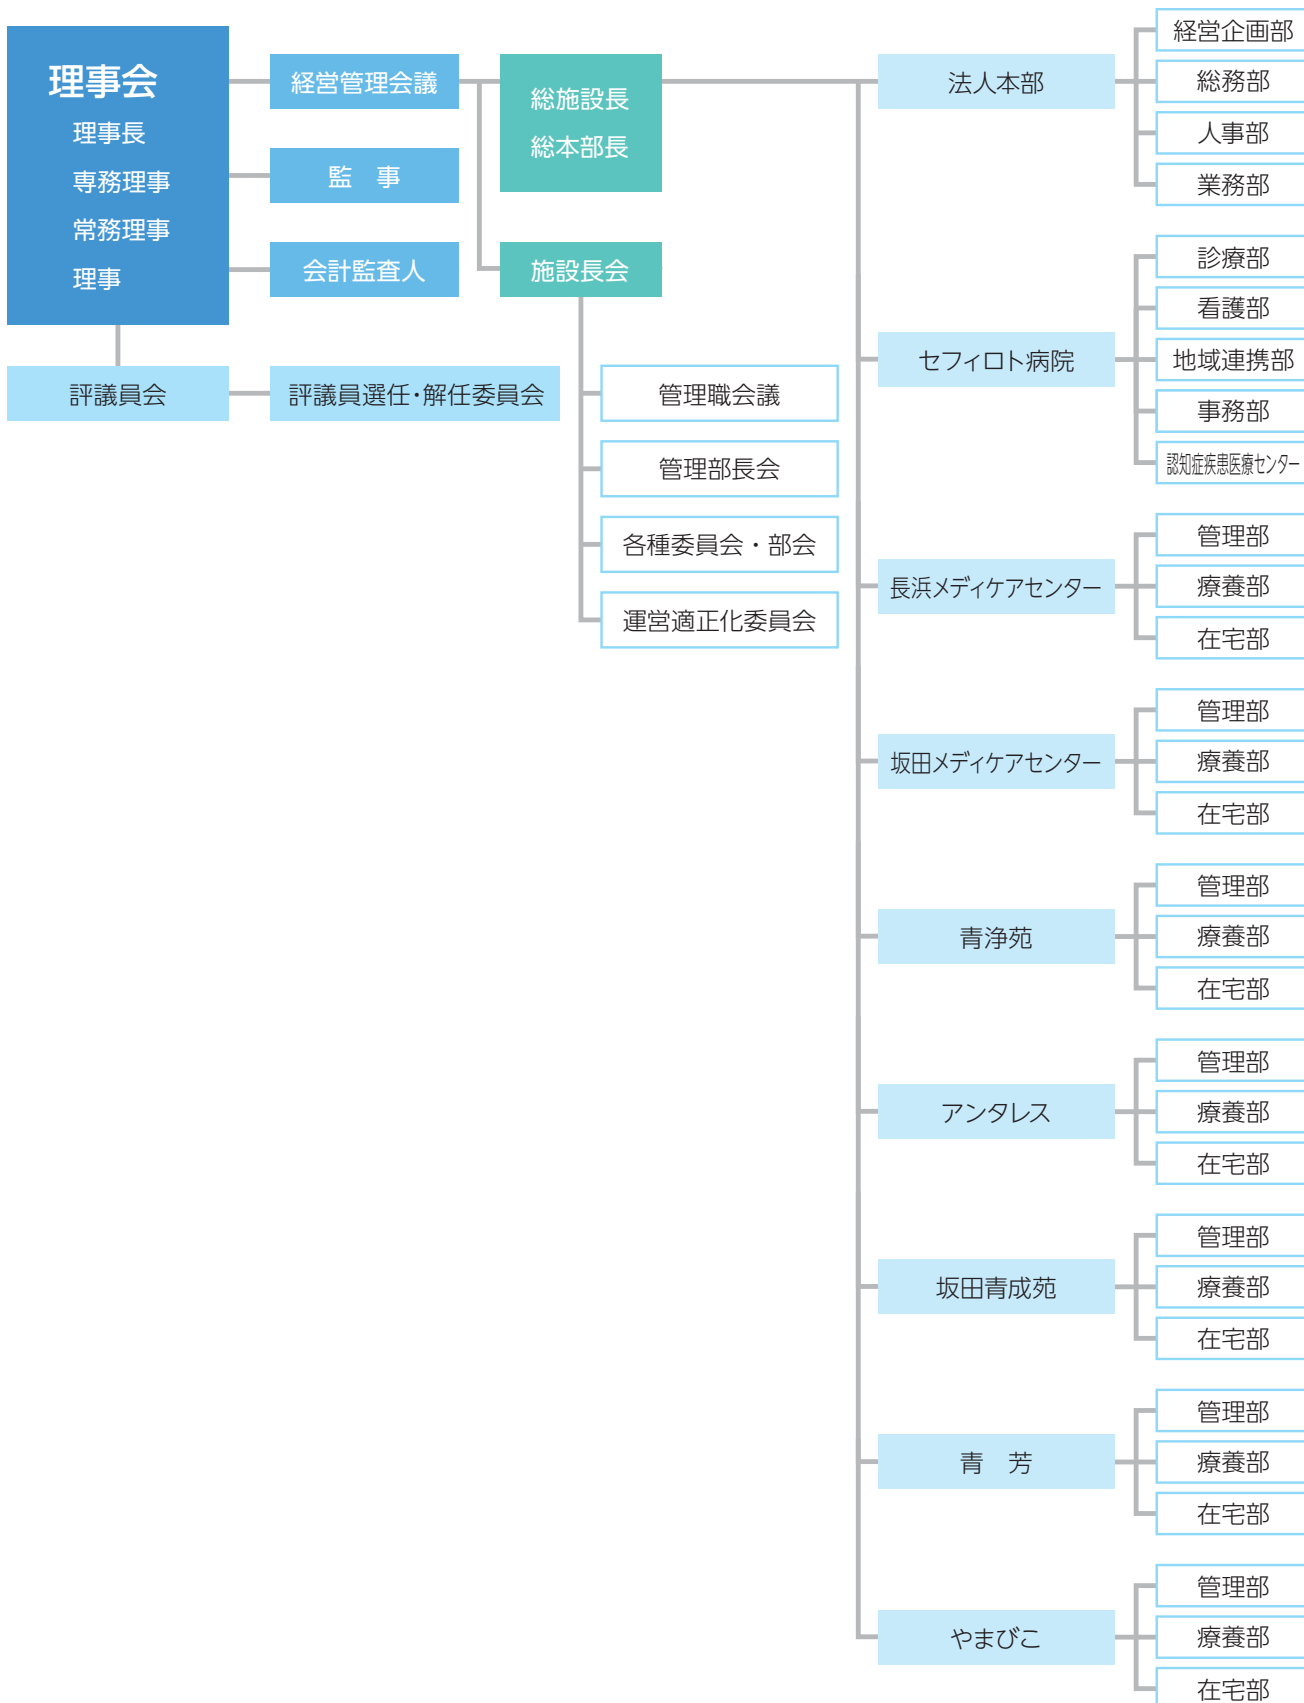 理事会
理事長
専務理事
常務理事
理事
経営管理会議
監　事
会計監査人
評議員会
評議員選任・解任委員会
総施設長
総本部長
施設長会
管理職会議
管理部長会
各種委員会・部会
運営適正化委員会
法人本部
経営企画部
総務部
人事部
業務部
セフィロト病院
診療部
看護部
地域連携部
事務部
認知症疾患医療センター
長浜メディケアセンター
管理部
療養部
在宅部
坂田メディケアセンター
管理部
療養部
在宅部
青浄苑
管理部
療養部
在宅部
アンタレス
管理部
療養部
在宅部
坂田青成苑
管理部
療養部
在宅部
青　芳
管理部
療養部
在宅部
やまびこ
管理部
療養部
在宅部